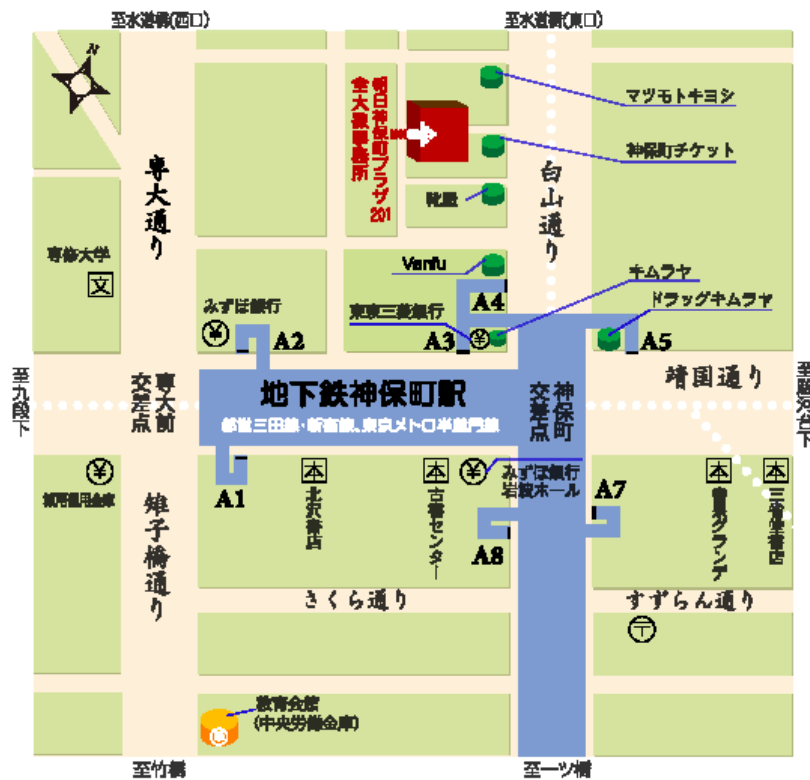 至水道橋(西口)
至水道橋(東口)
N
マツモトキヨシ
朝日神保町プラザ201
全大教事務所
神保町チケット
専大通り
白山通り
靴屋
専修大学
文
Vanfu
キムラヤ
A4
みずほ銀行
東京三菱銀行
ドラッグキムラヤ
¥
A2
A3
¥
A5
至九段下
専大前
交差点
地下鉄神保町駅
都営三田線・新宿線、東京メトロ半蔵門線
神保町
交差点
靖国通り
至駿河台下
¥
A1
本
北沢書店
本
古書センター
¥
みずほ銀行
岩波ホール
A7
本
書泉グランデ
本
三省堂書店
A8
雉子橋通り
さくら通り
すずらん通り
〒
教育会館
(中央労働金庫)
至竹橋
至一ツ橋